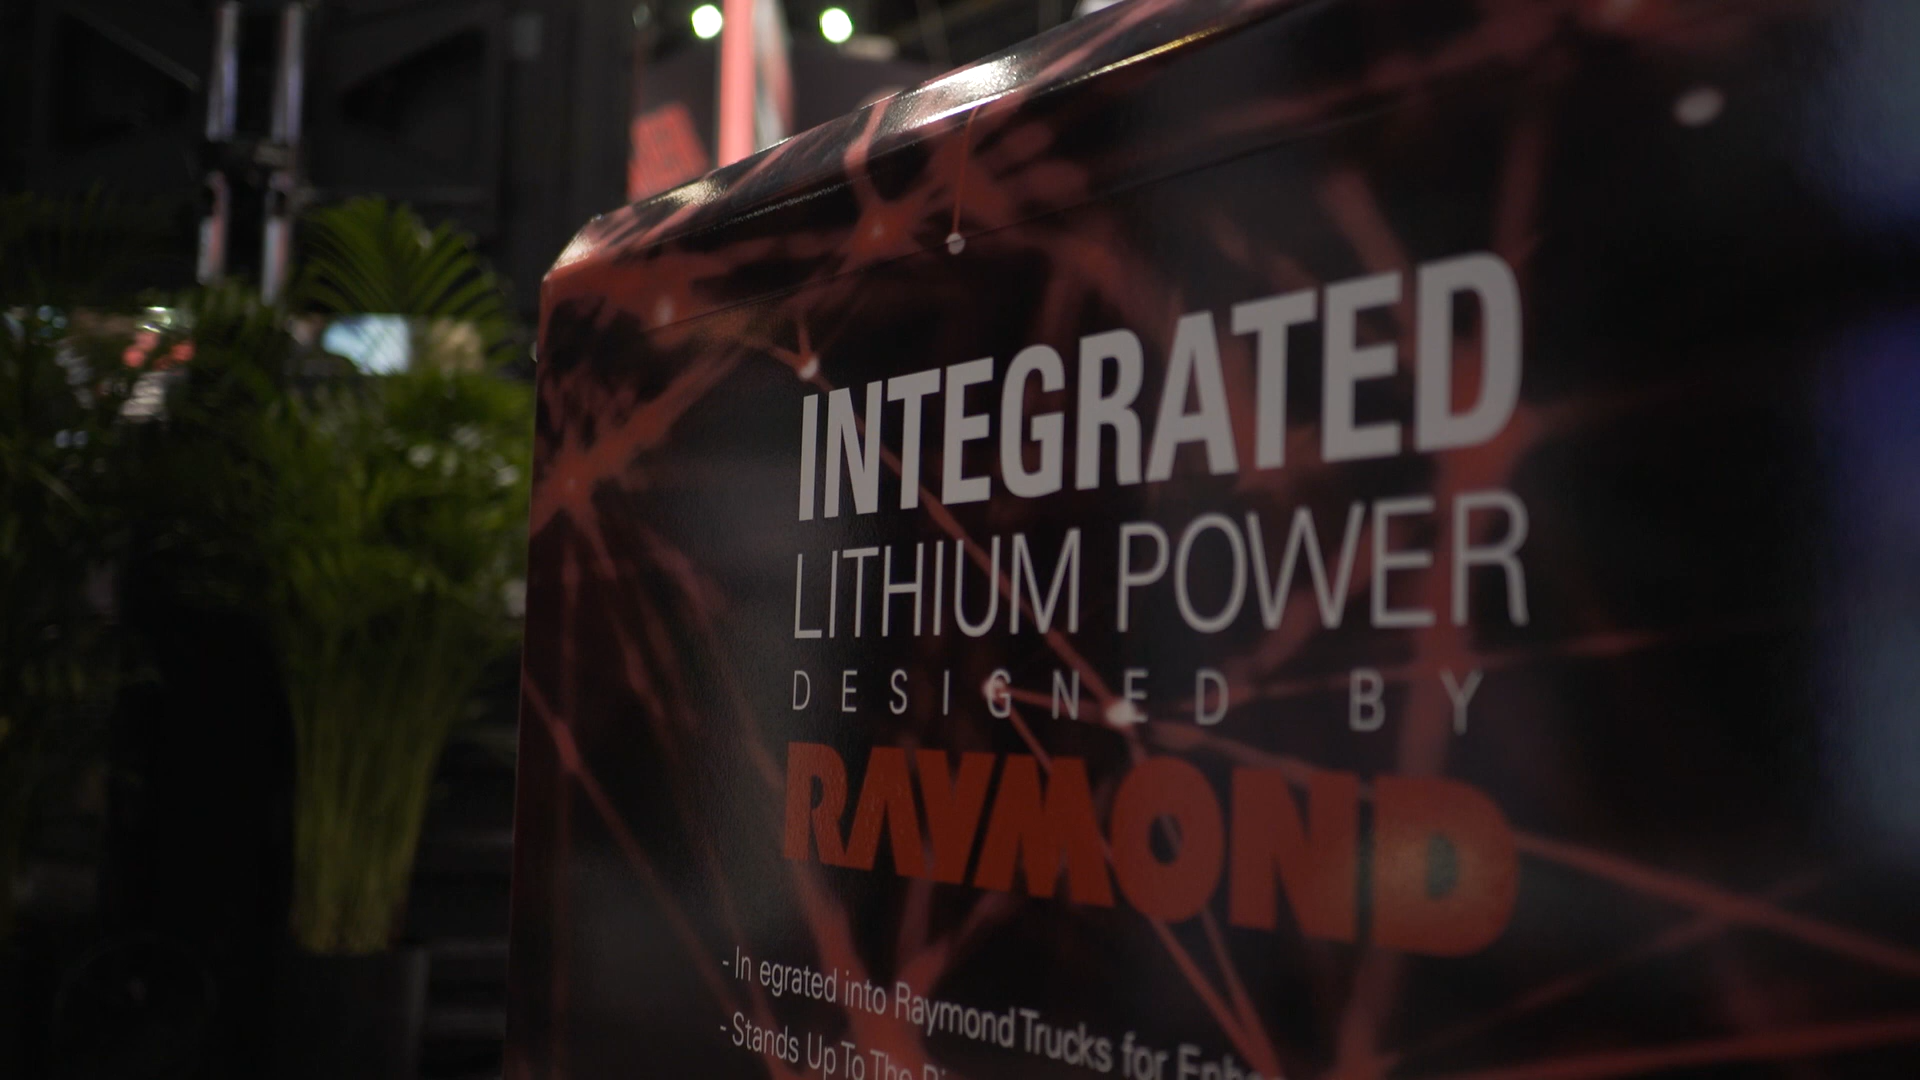 INTEGRATED
LITHIUM POWER
DESIGNED BY
RAYMOND
- In egrated into Raymond Trucks for
- Stands Up To The